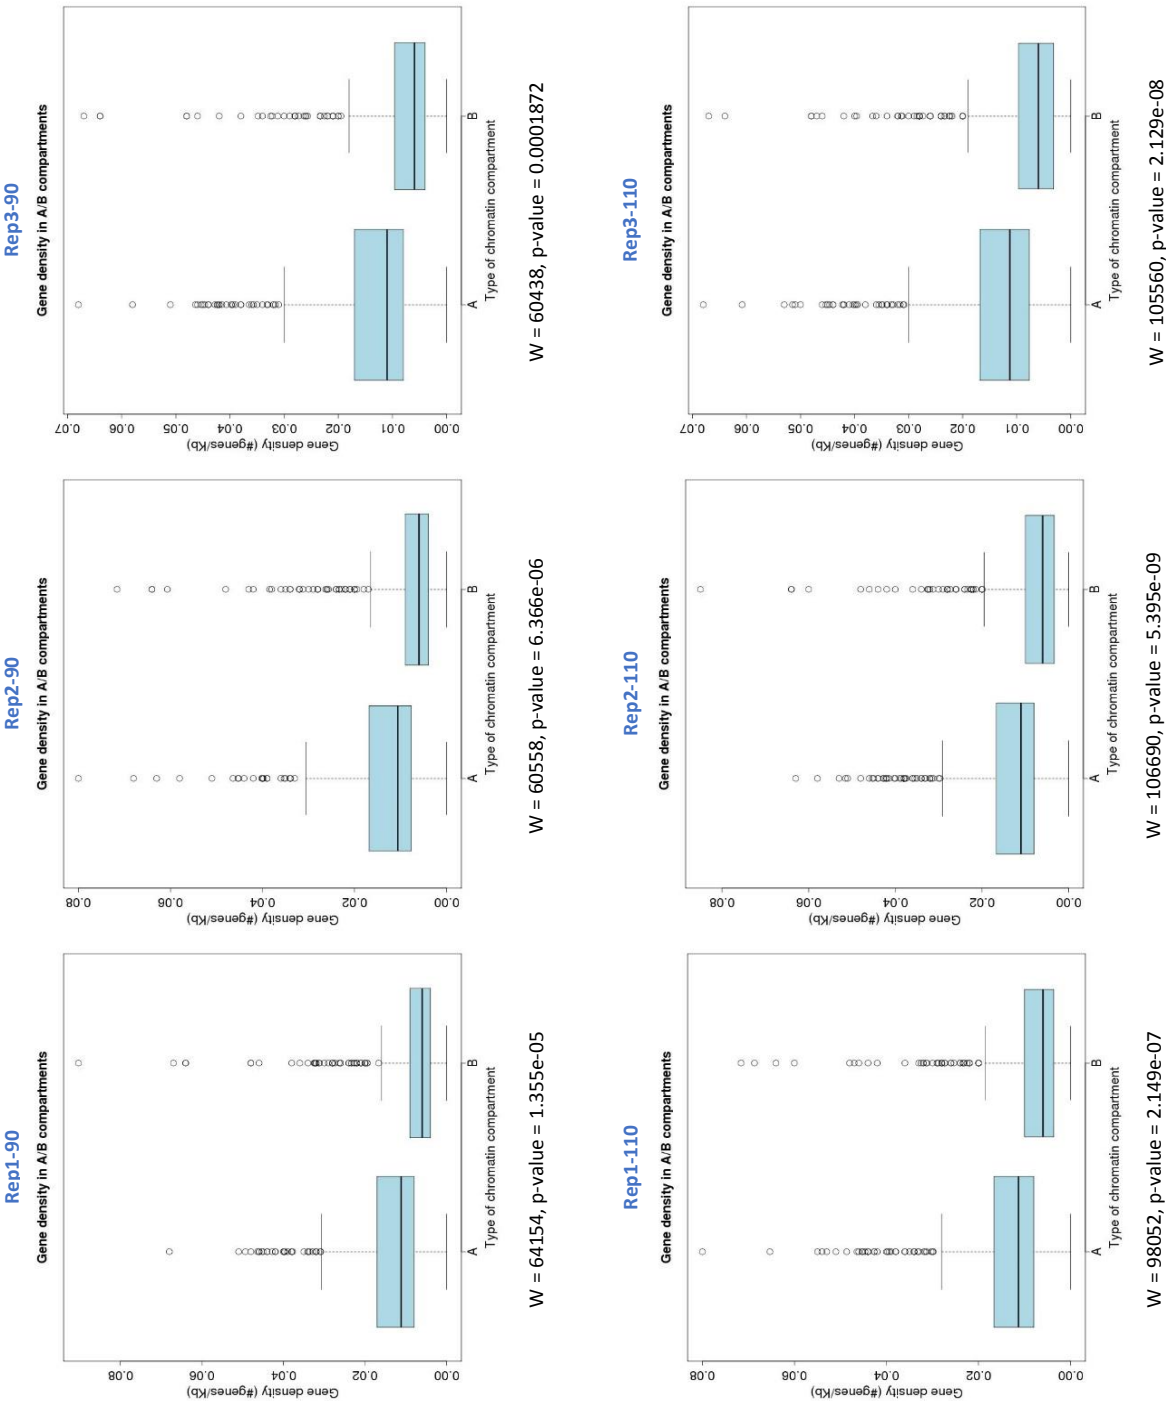 Rep1-90
Gene density in A/B compartments
Gene density (#genes/Kb)
0.00 0.02 0.04 0.06 0.08
A B
Type of chromatin compartment
W = 64154, p-value = 1.355e-05
Rep2-90
Gene density in A/B compartments
Gene density (#genes/Kb)
0.00 0.02 0.04 0.06 0.08
A B
Type of chromatin compartment
W = 60558, p-value = 6.366e-06
Rep3-90
Gene density in A/B compartments
Gene density (#genes/Kb)
0.00 0.01 0.02 0.03 0.04 0.05 0.06 0.07
A B
Type of chromatin compartment
W = 60438, p-value = 0.0001872
Rep1-110
Gene density in A/B compartments
Gene density (#genes/Kb)
0.00 0.02 0.04 0.06 0.08
A B
Type of chromatin compartment
W = 98052, p-value = 2.149e-07
Rep2-110
Gene density in A/B compartments
Gene density (#genes/Kb)
0.00 0.02 0.04 0.06 0.08
A B
Type of chromatin compartment
W = 106690, p-value = 5.395e-09
Rep3-110
Gene density in A/B compartments
Gene density (#genes/Kb)
0.00 0.01 0.02 0.03 0.04 0.05 0.06 0.07
A B
Type of chromatin compartment
W = 105560, p-value = 2.129e-08